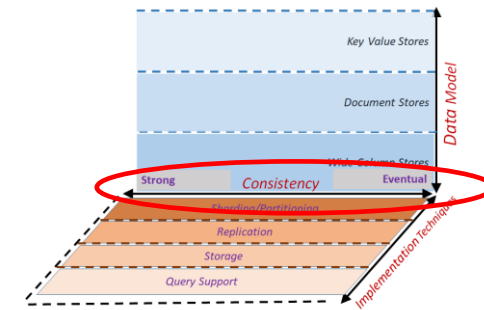 Key Value Stores
Document Stores
Wide Column Stores
Data Model
Strong
Consistency
Eventual
Sharding/Partitioning
Replication
Storage
Query Support
Implementation Techniques